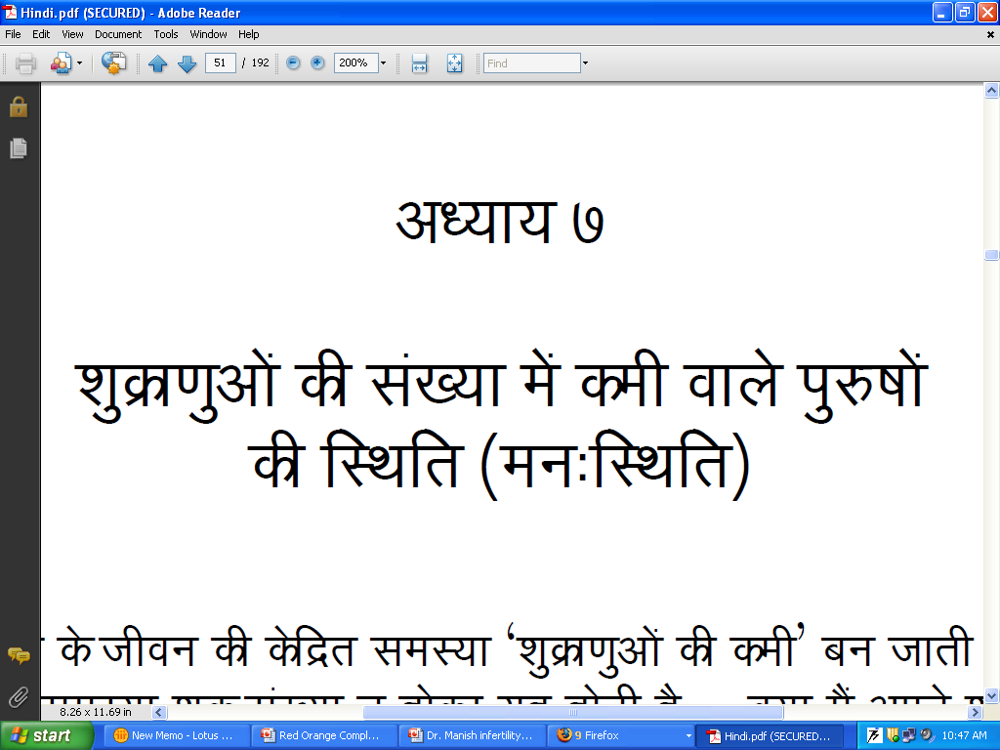 Hindi.pdf (SECURED) - Adobe Reader
File Edit View Document Tools Window Help
51 / 192 200% Find
अध्याय ७
शुक्राणुओं की संख्या में कमी वाले पुरुषों
की स्थिति (मनःस्थिति)
के जीवन की केंद्रित समस्या ‘शुक्राणुओं की कमी’ बन जाती
8.26 x 11.69 in
start New Memo - Lotus ... Red Orange Compl... Dr. Manish infertility... 9 Firefox Hindi.pdf (SECURED... 10:47 AM